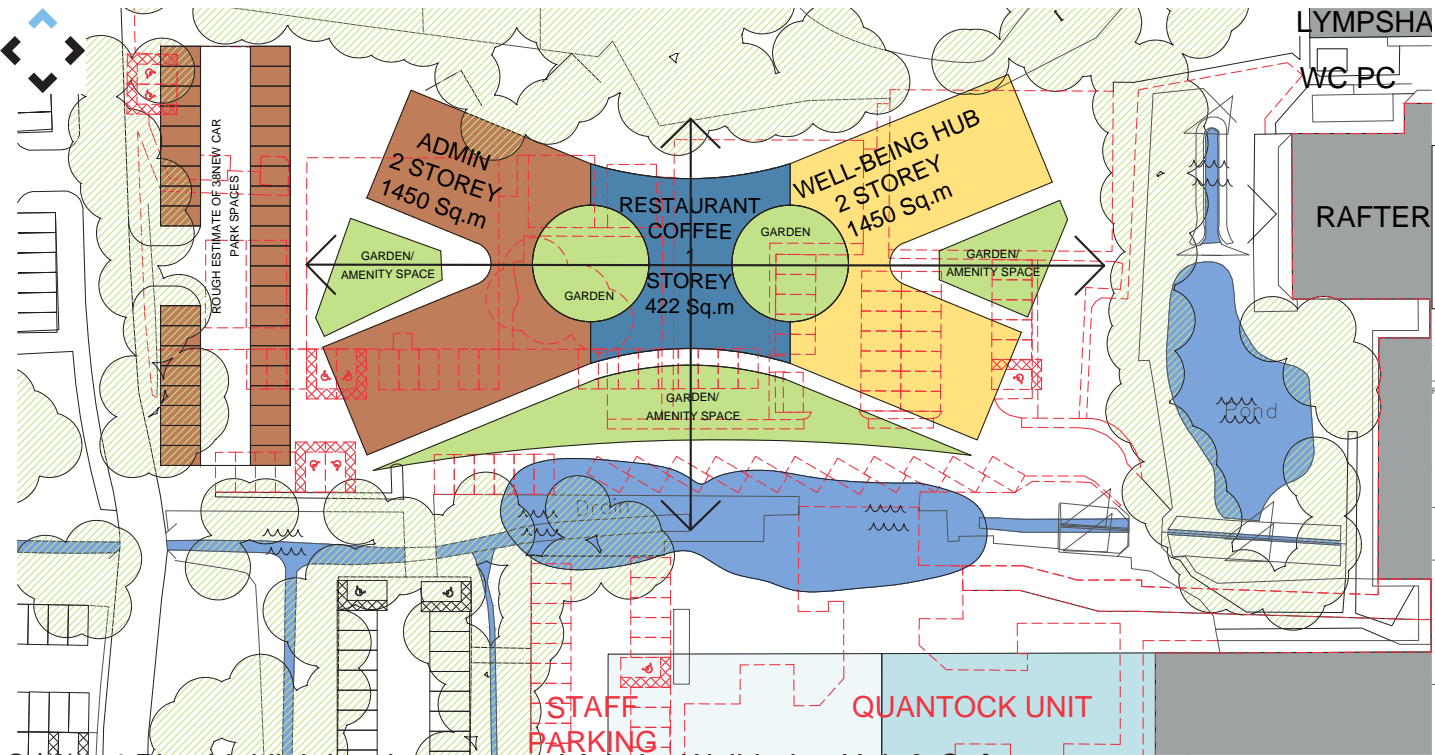 LYMPSHA
WC PC
RAFTER
ROUGH ESTIMATE OF 38NEW CAR
PARK SPACES
ADMIN
2 STOREY
1450 Sq.m
RESTAURANT
COFFEE
1
STOREY
422 Sq.m
WELL-BEING HUB
2 STOREY
1450 Sq.m
GARDEN/
AMENITY SPACE
GARDEN
GARDEN
GARDEN/
AMENITY SPACE
GARDEN/
AMENITY SPACE
Pond
Drain
STAFF
PARKING
QUANTOCK UNIT